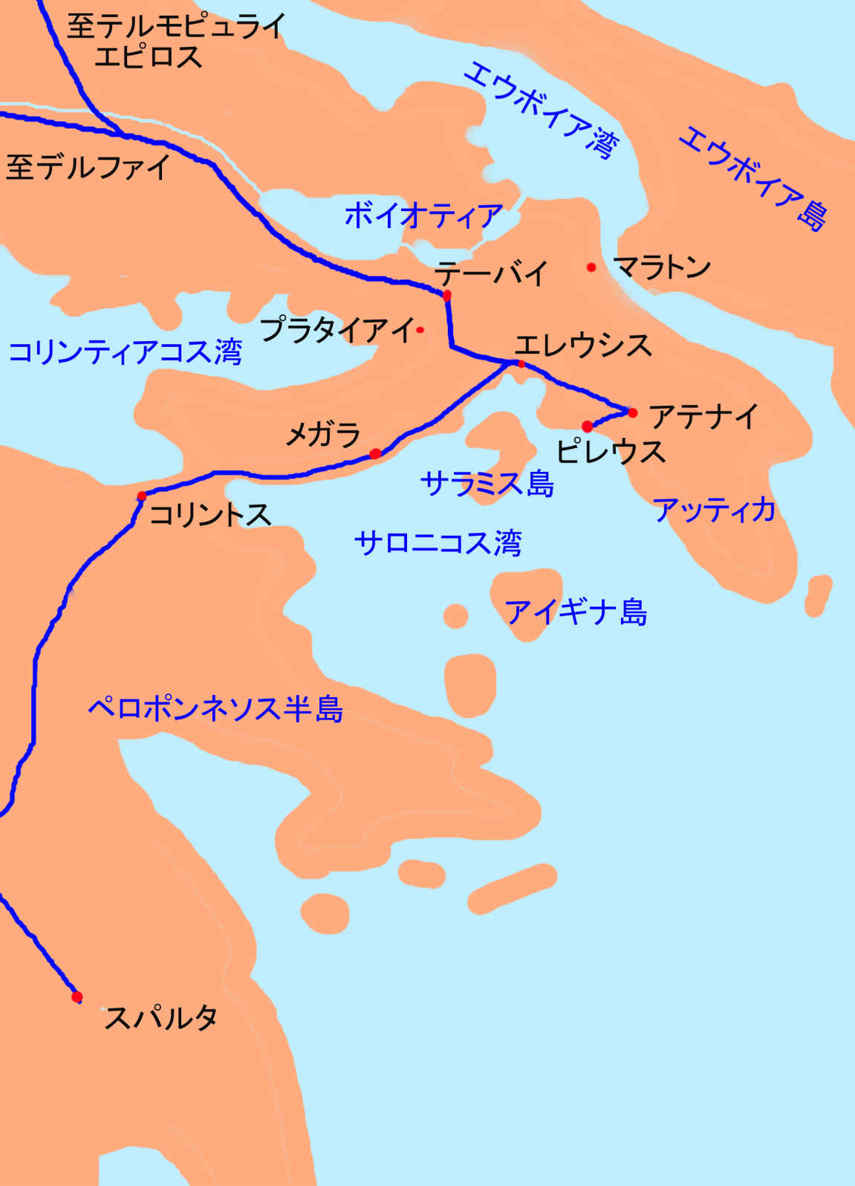 至テルモピュライ
エピロス
エウボイア湾
エウボイア島
至デルファイ
ボイオティア
テーバイ
マラトン
プラタイアイ
エレウシス
コリンティアコス湾
アテナイ
メガラ
ピレウス
サラミス島
アッティカ
コリントス
サロニコス湾
アイギナ島
ペロポンネソス半島
スパルタ